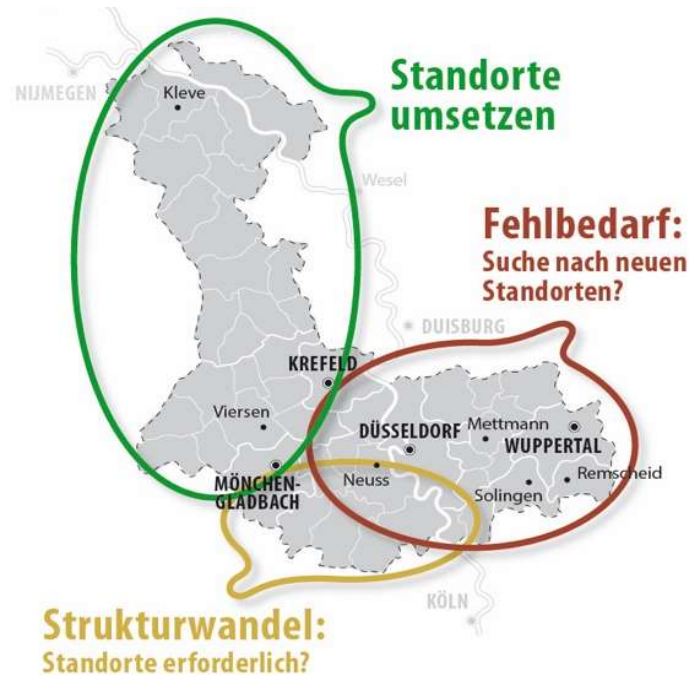 NIJMEGEN
Kleve
Standorte
umsetzen
Wesel
Fehlbedarf:
Suche nach neuen
Standorten?
DUISBURG
KREFELD
Viersen
DÜSSELDORF
Mettmann
WUPPERTAL
MÖNCHEN-
GLADBACH
Neuss
Solingen
Remscheid
KÖLN
Strukturwandel:
Standorte erforderlich?